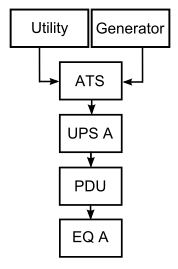 Utility
Generator
ATS
UPS A
PDU
EQ A